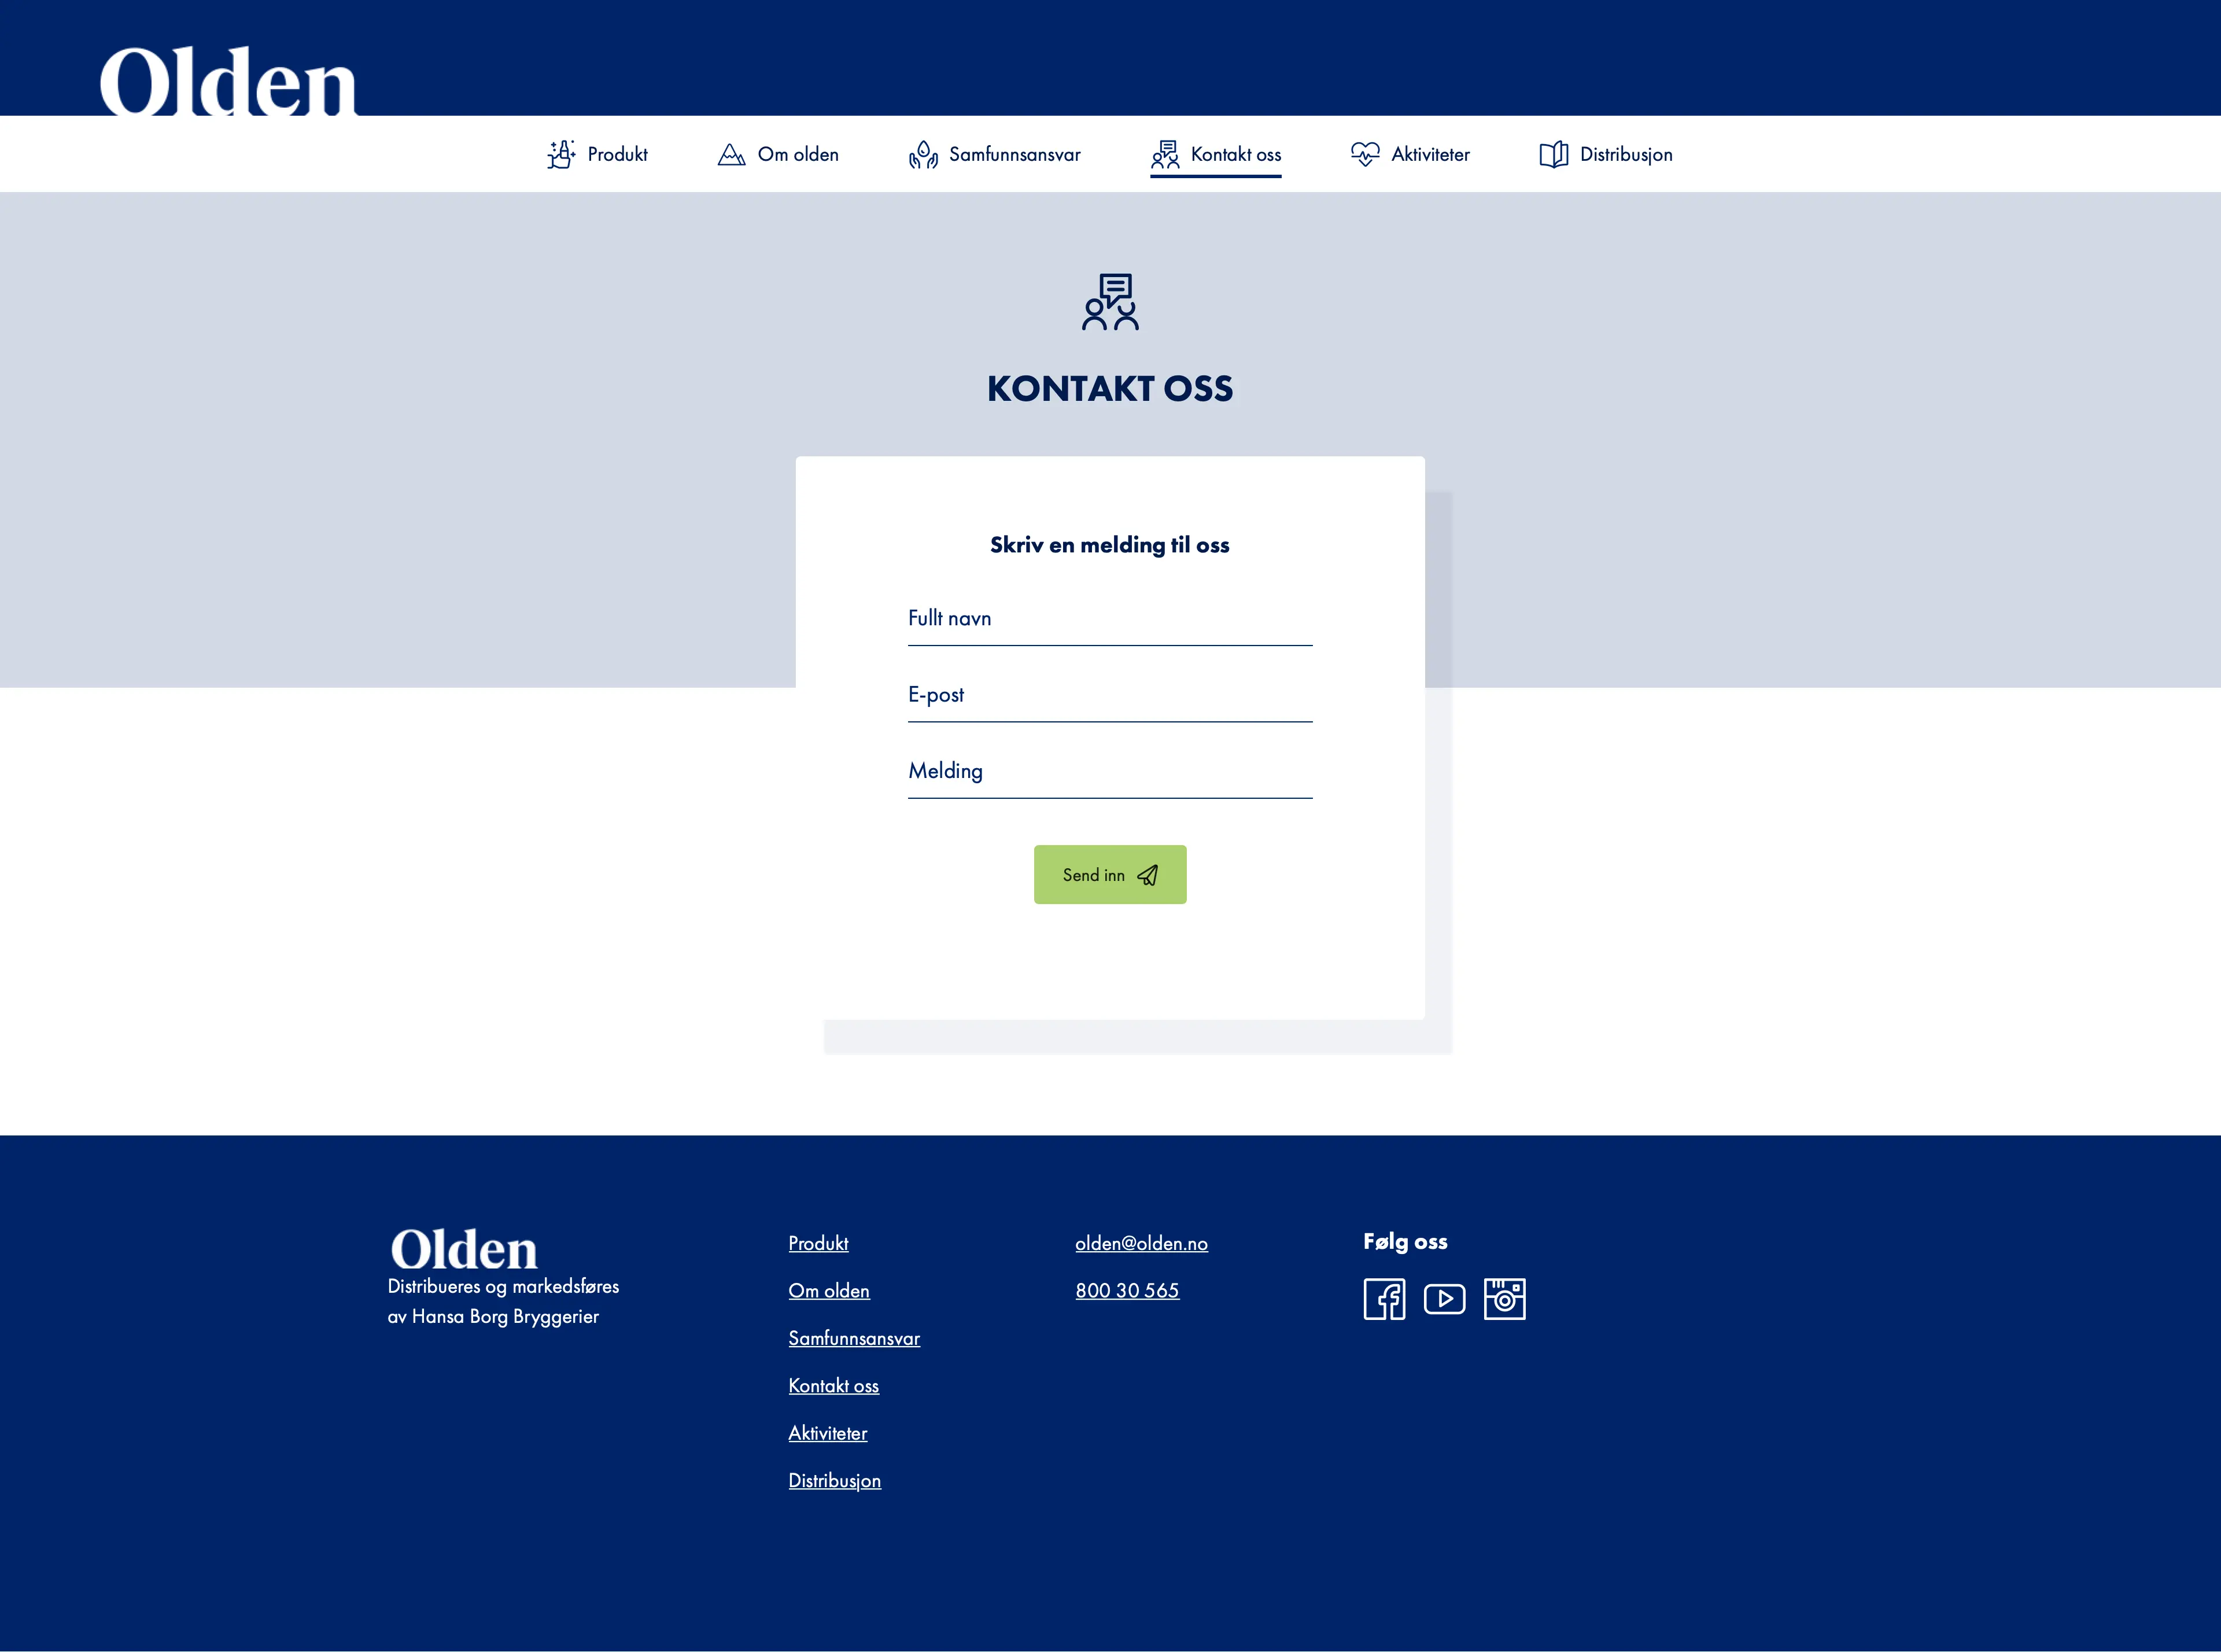 Olden
Produkt
Om olden
Samfunnsansvar
Kontakt oss
Aktiviteter
Distribusjon
KONTAKT OSS
Skriv en melding til oss
Fullt navn
E-post
Melding
Send inn
Olden
Distribueres og markedsføres
av Hansa Borg Bryggerier
Produkt
Om olden
Samfunnsansvar
Kontakt oss
Aktiviteter
Distribusjon
olden@olden.no
800 30 565
Følg oss